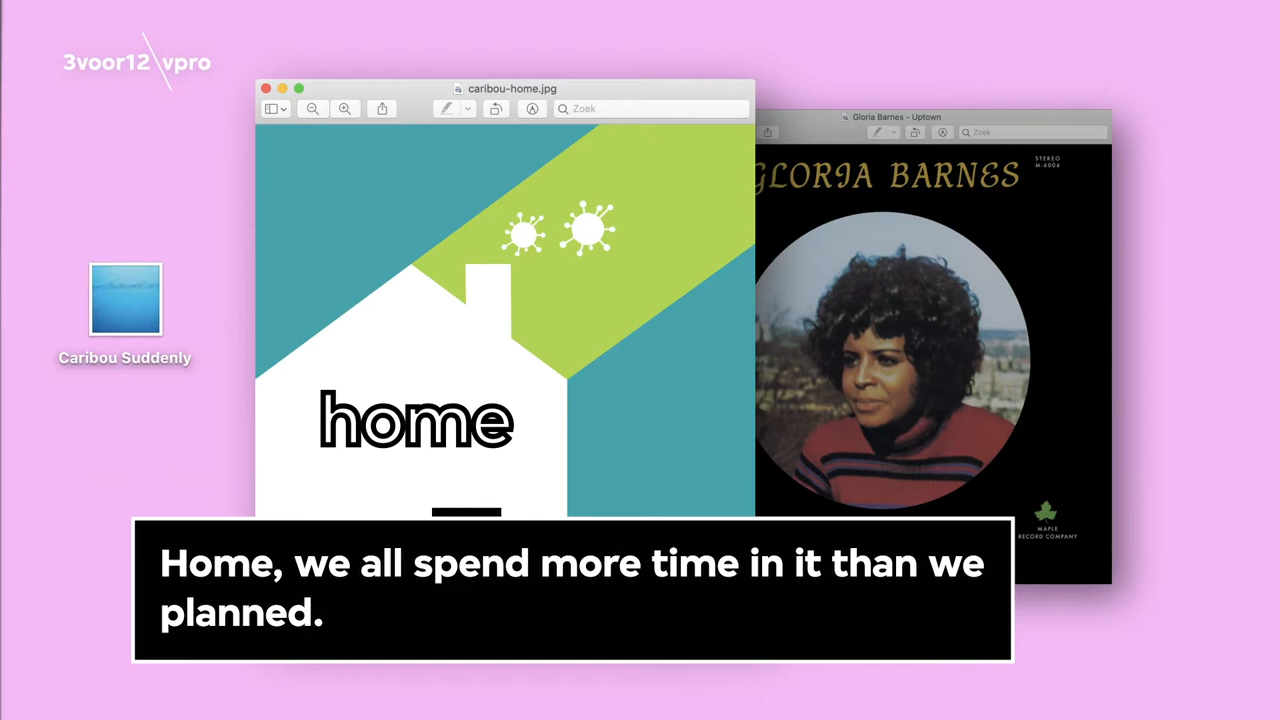 3voor12 vpro
caribou-home.jpg
Zoek
Gloria Barnes - Uptown
Zoek
GLORIA BARNES
STEREO
M-6006
Caribou Suddenly
home
MAPLE
RECORD COMPANY
Home, we all spend more time in it than we
planned.